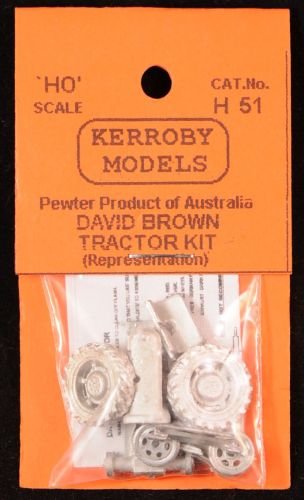 'HO'
SCALE
CAT.No.
H 51
KERROBY
MODELS
Pewter Product of Australia
DAVID BROWN
TRACTOR KIT
(Representation)